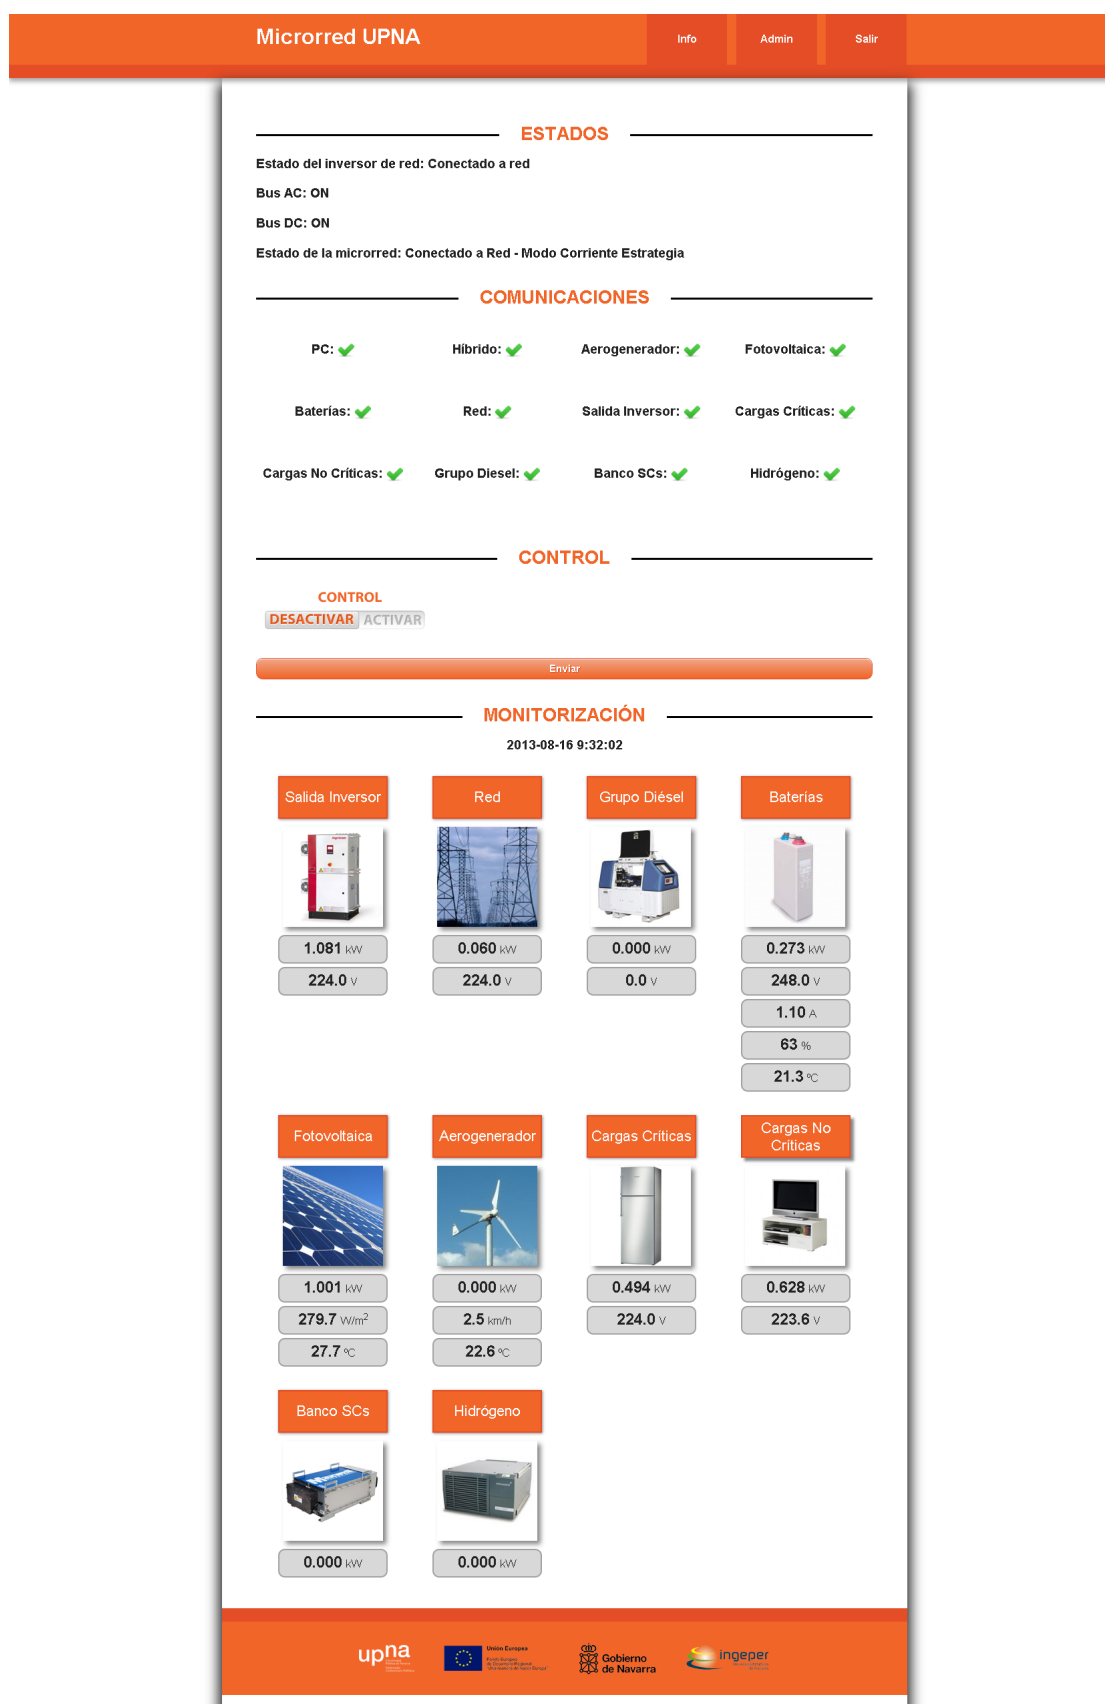 Microrred UPNA
Info
Admin
Salir
ESTADOS
Estado del inversor de red: Conectado a red
Bus AC: ON
Bus DC: ON
Estado de la microrred: Conectado a Red - Modo Corriente Estrategia
COMUNICACIONES
PC:
Híbrido:
Aerogenerador:
Fotovoltaica:
Baterías:
Red:
Salida Inversor:
Cargas Críticas:
Cargas No Críticas:
Grupo Diesel:
Banco SCs:
Hidrógeno:
CONTROL
CONTROL
DESACTIVAR ACTIVAR
Enviar
MONITORIZACIÓN
2013-08-16 9:32:02
Salida Inversor
Red
Grupo Diésel
Baterías
1.081 kW
0.060 kW
0.000 kW
0.273 kW
224.0 V
224.0 V
0.0 V
248.0 V
1.10 A
63 %
21.3 ºC
Fotovoltaica
Aerogenerador
Cargas Críticas
Cargas No
Críticas
1.001 kW
0.000 kW
0.494 kW
0.628 kW
279.7 W/m²
2.5 km/h
224.0 V
223.6 V
27.7 ºC
22.6 ºC
Banco SCs
Hidrógeno
0.000 kW
0.000 kW
upna
Unión Europea
Gobierno
de Navarra
ingeper